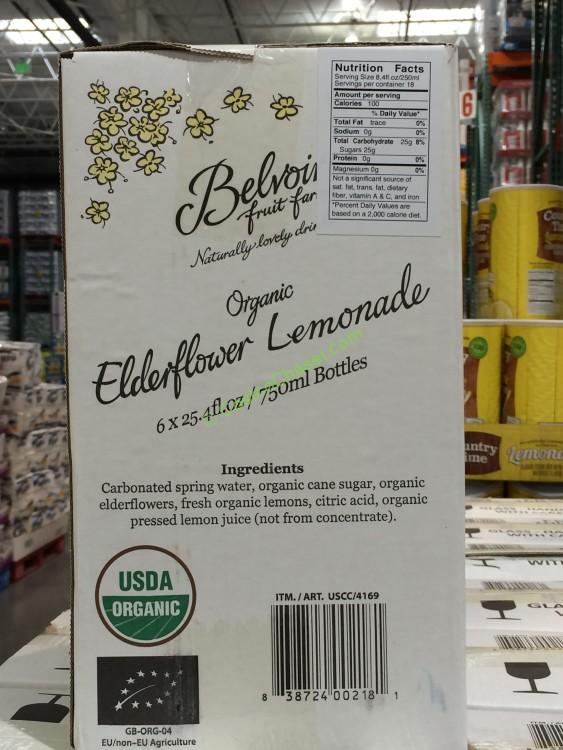 Nutrition Facts
Serving Size 8,4fl.oz/250ml
Servings per container 18
Amount per serving
Calories 100
% Daily Value*
Total Fat trace 0%
Sodium 0g 0%
Total Carbohydrate 25g 8%
Sugars 25g
Protein 0g 0%
Magnesium 0g 0%
Not a significant source of
sat. fat, trans. fat, dietary
fiber, vitamin A & C, and iron
*Percent Daily Values are
based on a 2,000 calorie diet.
Belvoir
fruit far
Naturally lovely drin
Organic
Elderflower Lemonade
6 x 25.4fl.oz / 750ml Bottles
Ingredients
Carbonated spring water, organic cane sugar, organic
elderflowers, fresh organic lemons, citric acid, organic
pressed lemon juice (not from concentrate).
USDA
ORGANIC
ITM. / ART. USCC/4169
8 38724 00218 1
GB-ORG-04
EU/non–EU Agriculture
6
untry
ime
Lemona
WITH
GLA